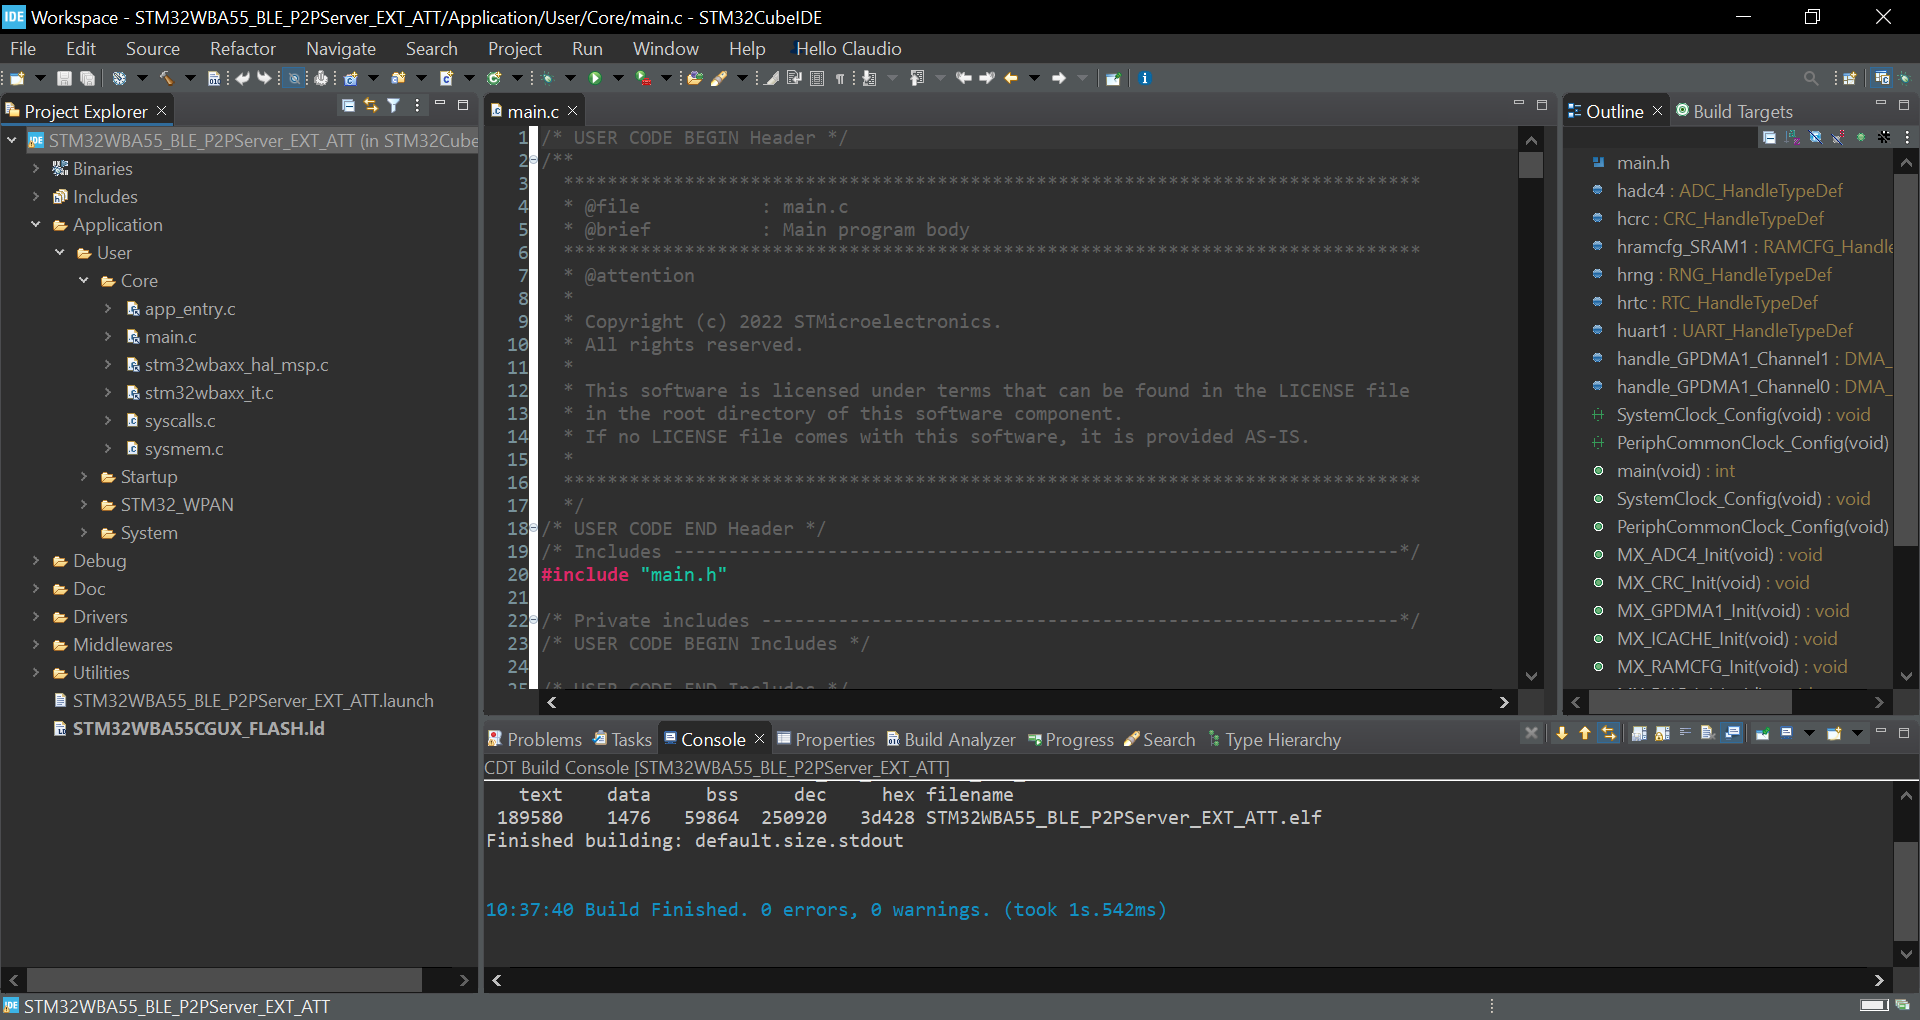 IDE Workspace - STM32WBA55_BLE_P2PServer_EXT_ATT/Application/User/Core/main.c - STM32CubeIDE
File Edit Source Refactor Navigate Search Project Run Window Help Hello Claudio
Project Explorer
STM32WBA55_BLE_P2PServer_EXT_ATT (in STM32Cube
Binaries
Includes
Application
User
Core
app_entry.c
main.c
stm32wbaxx_hal_msp.c
stm32wbaxx_it.c
syscalls.c
sysmem.c
Startup
STM32_WPAN
System
Debug
Doc
Drivers
Middlewares
Utilities
STM32WBA55_BLE_P2PServer_EXT_ATT.launch
STM32WBA55CGUX_FLASH.ld
main.c
1 /* USER CODE BEGIN Header */
2 /**
3 ******************************************************************************
4 * @file : main.c
5 * @brief : Main program body
6 ******************************************************************************
7 * @attention
8 *
9 * Copyright (c) 2022 STMicroelectronics.
10 * All rights reserved.
11 *
12 * This software is licensed under terms that can be found in the LICENSE file
13 * in the root directory of this software component.
14 * If no LICENSE file comes with this software, it is provided AS-IS.
15 *
16 ******************************************************************************
17 */
18 /* USER CODE END Header */
19 /* Includes ------------------------------------------------------------------*/
20 #include "main.h"
21
22 /* Private includes ----------------------------------------------------------*/
23 /* USER CODE BEGIN Includes */
24
25 /* USER CODE END Includes */
Outline Build Targets
main.h
hadc4 : ADC_HandleTypeDef
hcrc : CRC_HandleTypeDef
hramcfg_SRAM1 : RAMCFG_Handle
hrng : RNG_HandleTypeDef
hrtc : RTC_HandleTypeDef
huart1 : UART_HandleTypeDef
handle_GPDMA1_Channel1 : DMA_
handle_GPDMA1_Channel0 : DMA_
SystemClock_Config(void) : void
PeriphCommonClock_Config(void)
main(void) : int
SystemClock_Config(void) : void
PeriphCommonClock_Config(void)
MX_ADC4_Init(void) : void
MX_CRC_Init(void) : void
MX_GPDMA1_Init(void) : void
MX_ICACHE_Init(void) : void
MX_RAMCFG_Init(void) : void
Problems Tasks Console Properties Build Analyzer Progress Search Type Hierarchy
CDT Build Console [STM32WBA55_BLE_P2PServer_EXT_ATT]
text data bss dec hex filename
189580 1476 59864 250920 3d428 STM32WBA55_BLE_P2PServer_EXT_ATT.elf
Finished building: default.size.stdout
10:37:40 Build Finished. 0 errors, 0 warnings. (took 1s.542ms)
IDE STM32WBA55_BLE_P2PServer_EXT_ATT